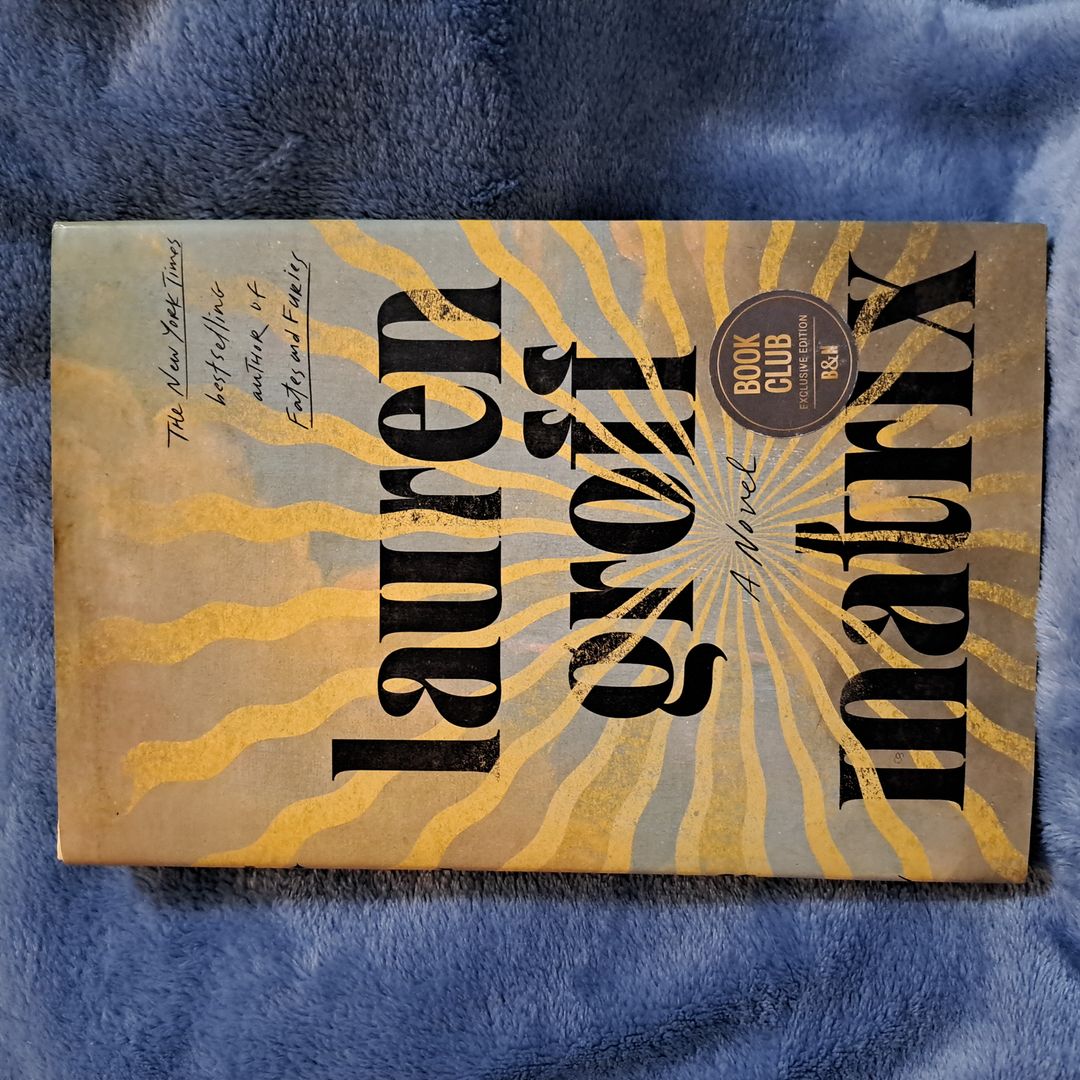 The New York Times
bestselling
author of
Fates and Furies
lauren
groff
A Novel
BOOK
CLUB
EXCLUSIVE EDITION
B&N
matrix